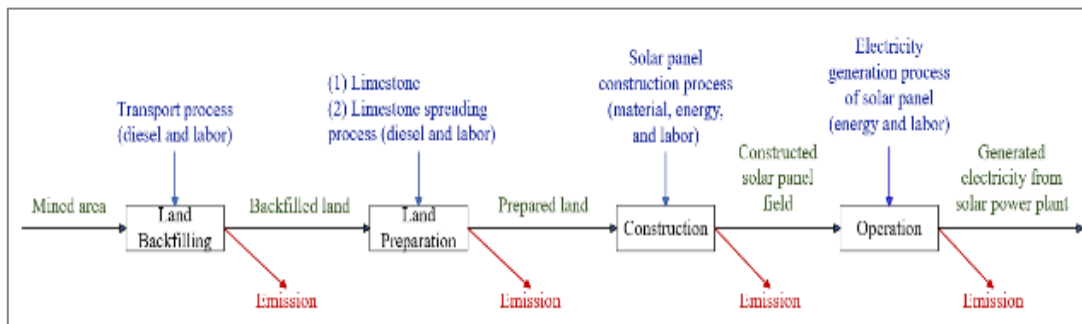 Transport process
(diesel and labor)
(1) Limestone
(2) Limestone spreading
process (diesel and labor)
Solar panel
construction process
(material, energy,
and labor)
Electricity
generation process
of solar panel
(energy and labor)
Mined area
Land
Backfilling
Backfilled land
Land
Preparation
Prepared land
Construction
Constructed
solar panel
field
Operation
Generated
electricity from
solar power plant
Emission
Emission
Emission
Emission